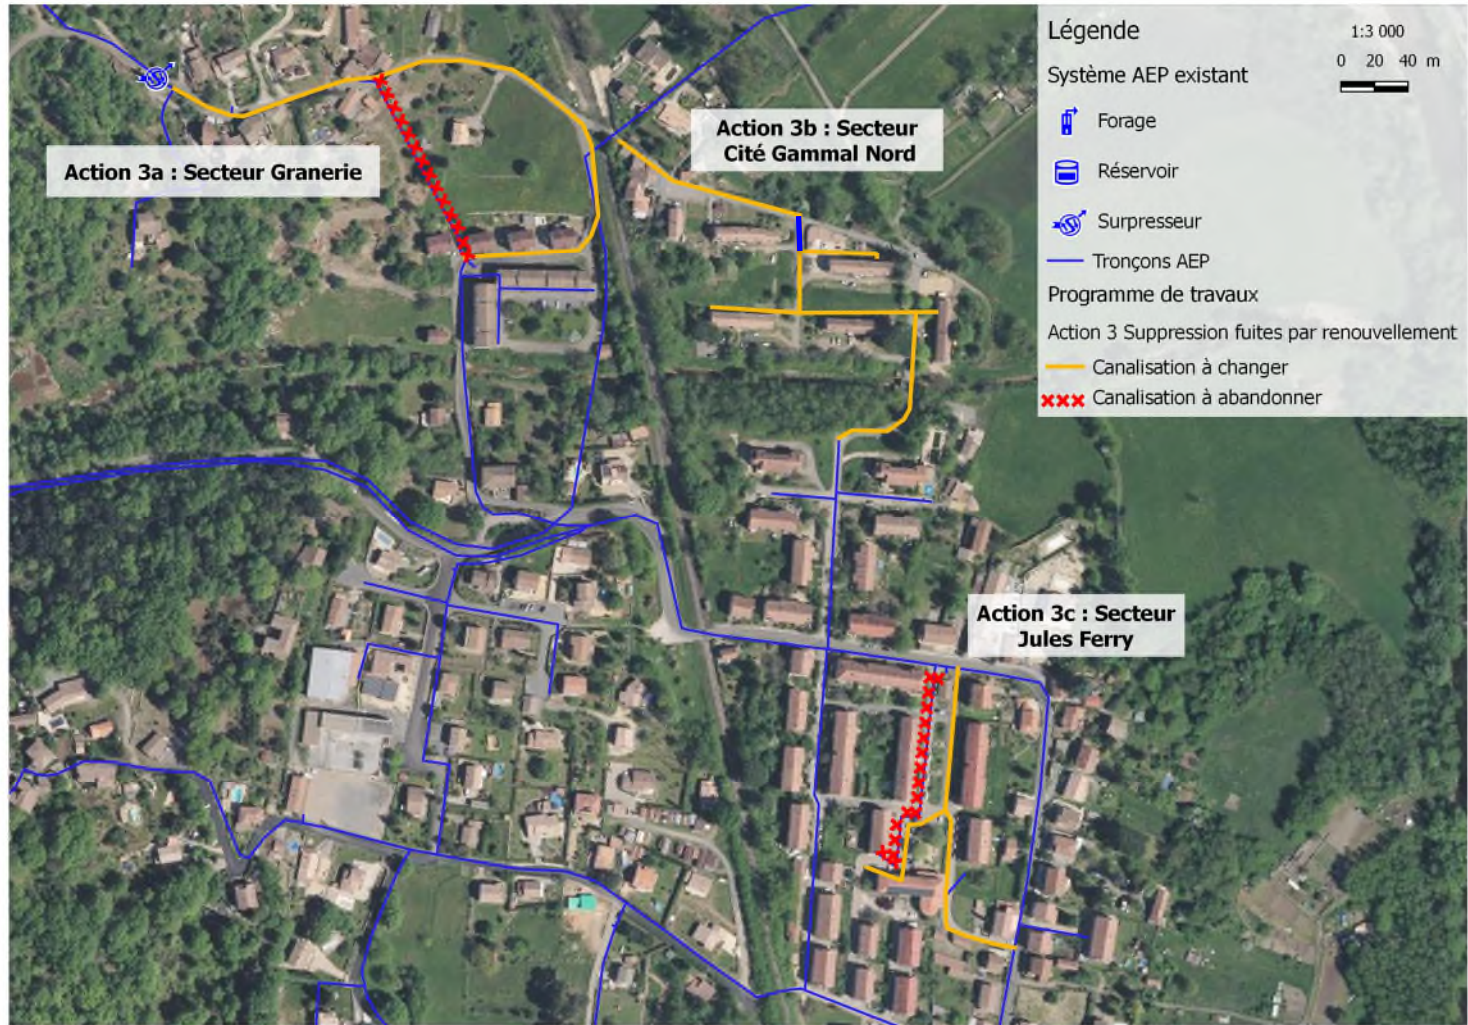 Légende
1:3 000
0 20 40 m
Système AEP existant
Forage
Réservoir
Surpresseur
Tronçons AEP
Programme de travaux
Action 3 Suppression fuites par renouvellement
Canalisation à changer
Canalisation à abandonner
Action 3a : Secteur Granerie
Action 3b : Secteur
Cité Gammal Nord
Action 3c : Secteur
Jules Ferry